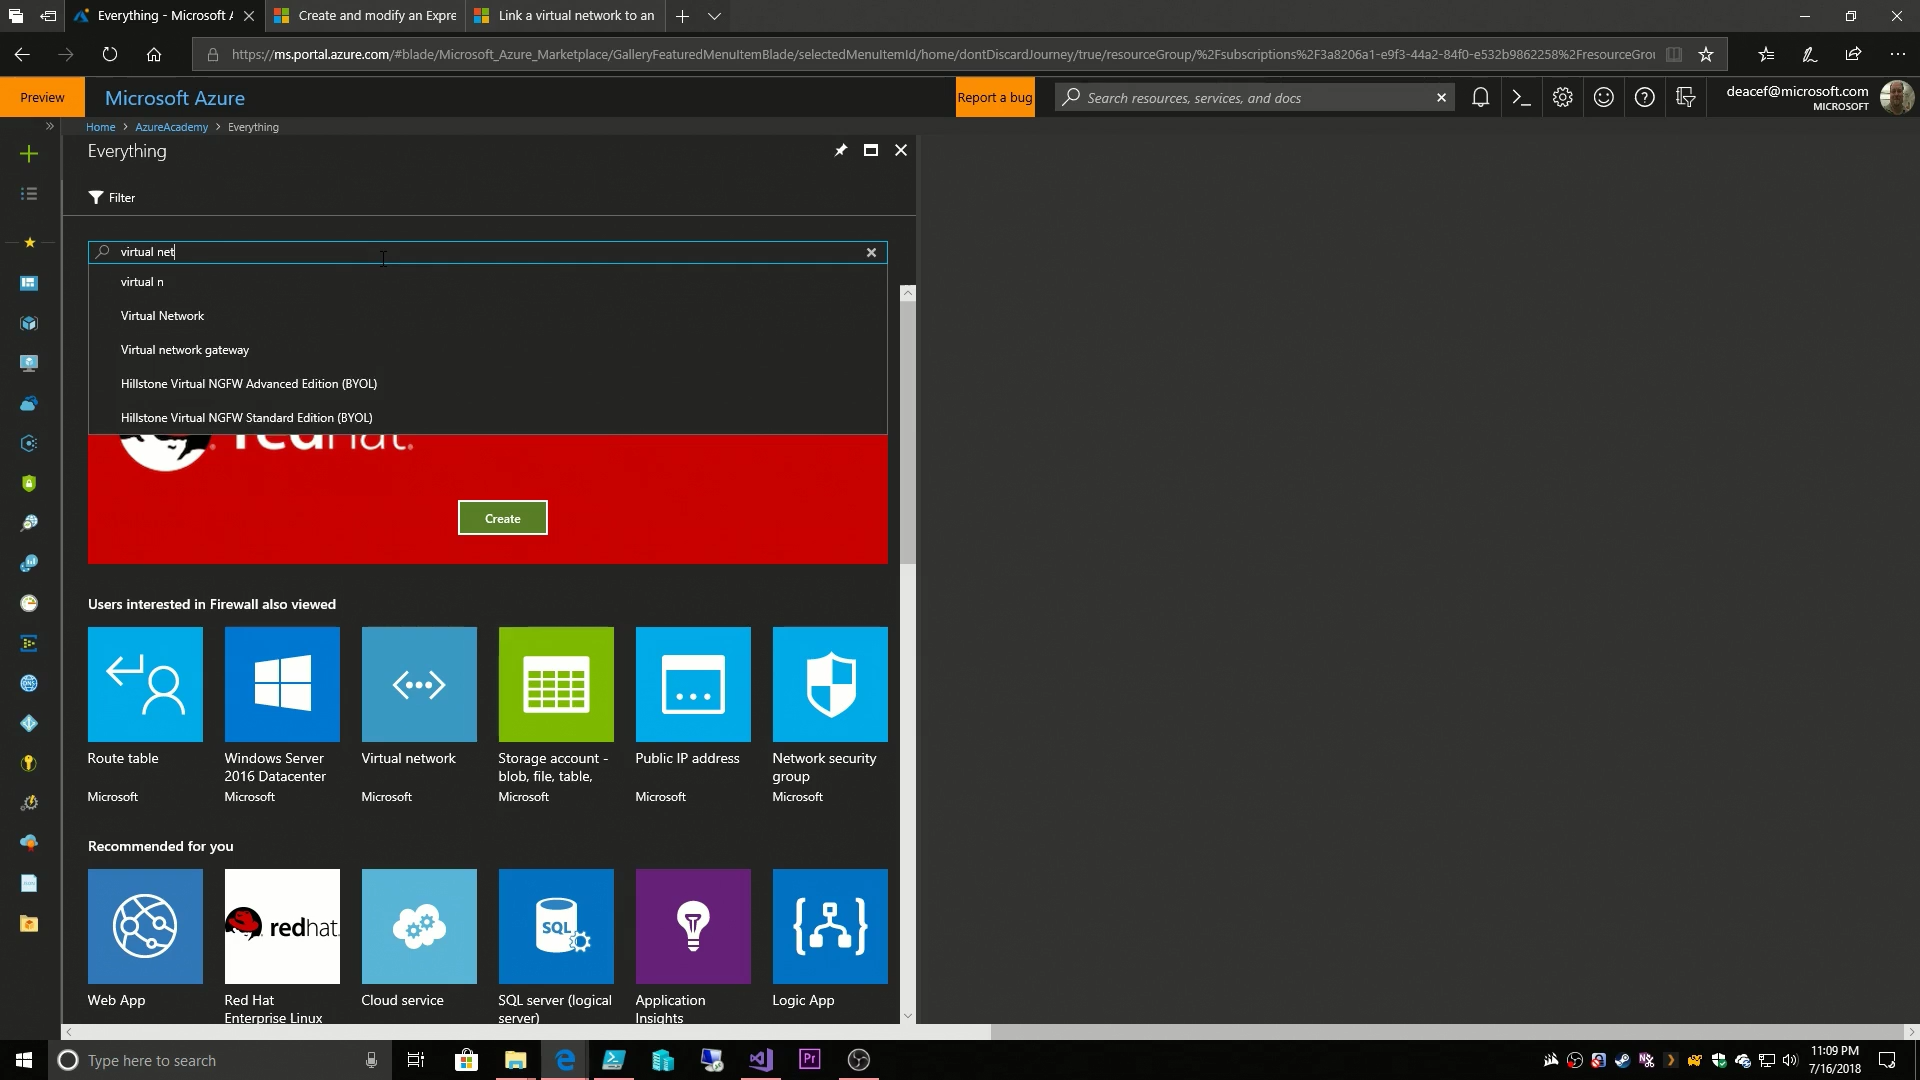 Everything - Microsoft A
Create and modify an Expre
Link a virtual network to an
https://ms.portal.azure.com/#blade/Microsoft_Azure_Marketplace/GalleryFeaturedMenuItemBlade/selectedMenuItemId/home/dontDiscardJourney/true/resourceGroup/%2Fsubscriptions%2F3a8206a1-e9f3-44a2-84f0-e532b9862258%2FresourceGrou
Preview
Microsoft Azure
Report a bug
Search resources, services, and docs
deacef@microsoft.com
MICROSOFT
Home > AzureAcademy > Everything
Everything
Filter
virtual net
virtual n
Virtual Network
Virtual network gateway
Hillstone Virtual NGFW Advanced Edition (BYOL)
Hillstone Virtual NGFW Standard Edition (BYOL)
redhat.
Create
Users interested in Firewall also viewed
Route table
Microsoft
Windows Server
2016 Datacenter
Microsoft
Virtual network
Microsoft
Storage account -
blob, file, table,
Microsoft
Public IP address
Microsoft
Network security
group
Microsoft
Recommended for you
redhat.
SQL
Web App
Red Hat
Enterprise Linux
Cloud service
SQL server (logical
server)
Application
Insights
Logic App
Type here to search
Pr
11:09 PM
7/16/2018